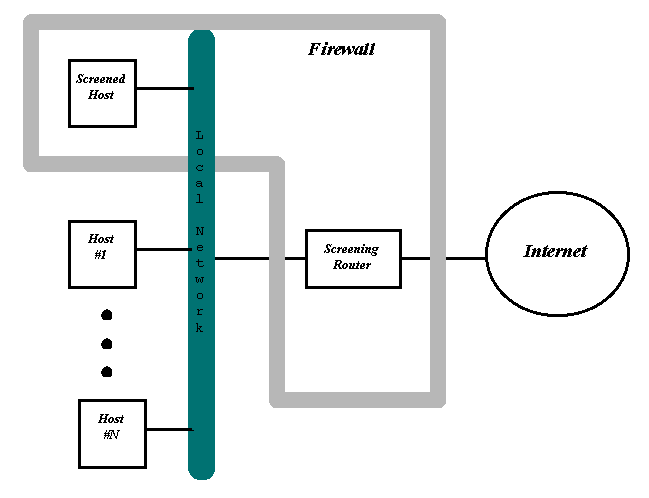 Firewall
Screened
Host
Local Network
Host
#1
Screening
Router
Internet
Host
#N